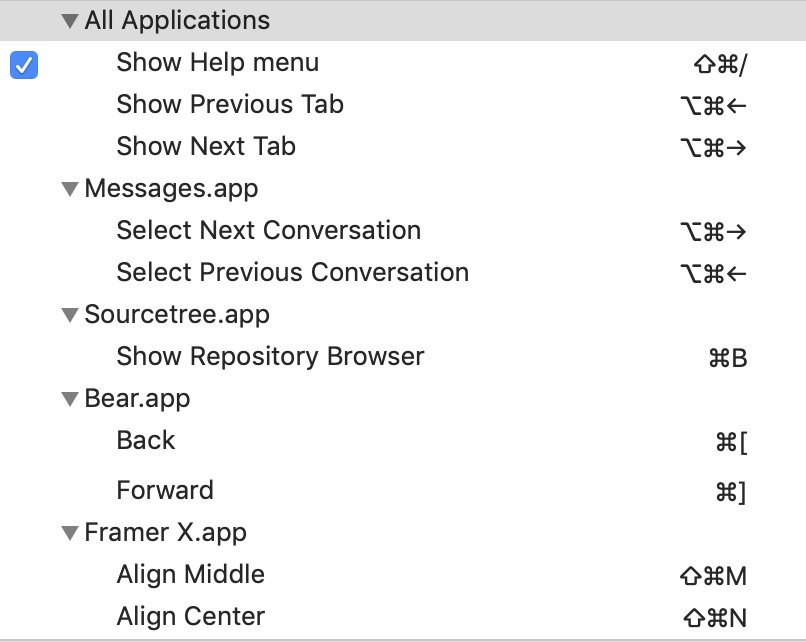 All Applications
Show Help menu ⇧⌘/
Show Previous Tab ⌥⌘←
Show Next Tab ⌥⌘→
Messages.app
Select Next Conversation ⌥⌘→
Select Previous Conversation ⌥⌘←
Sourcetree.app
Show Repository Browser ⌘B
Bear.app
Back ⌘[
Forward ⌘]
Framer X.app
Align Middle ⇧⌘M
Align Center ⇧⌘N